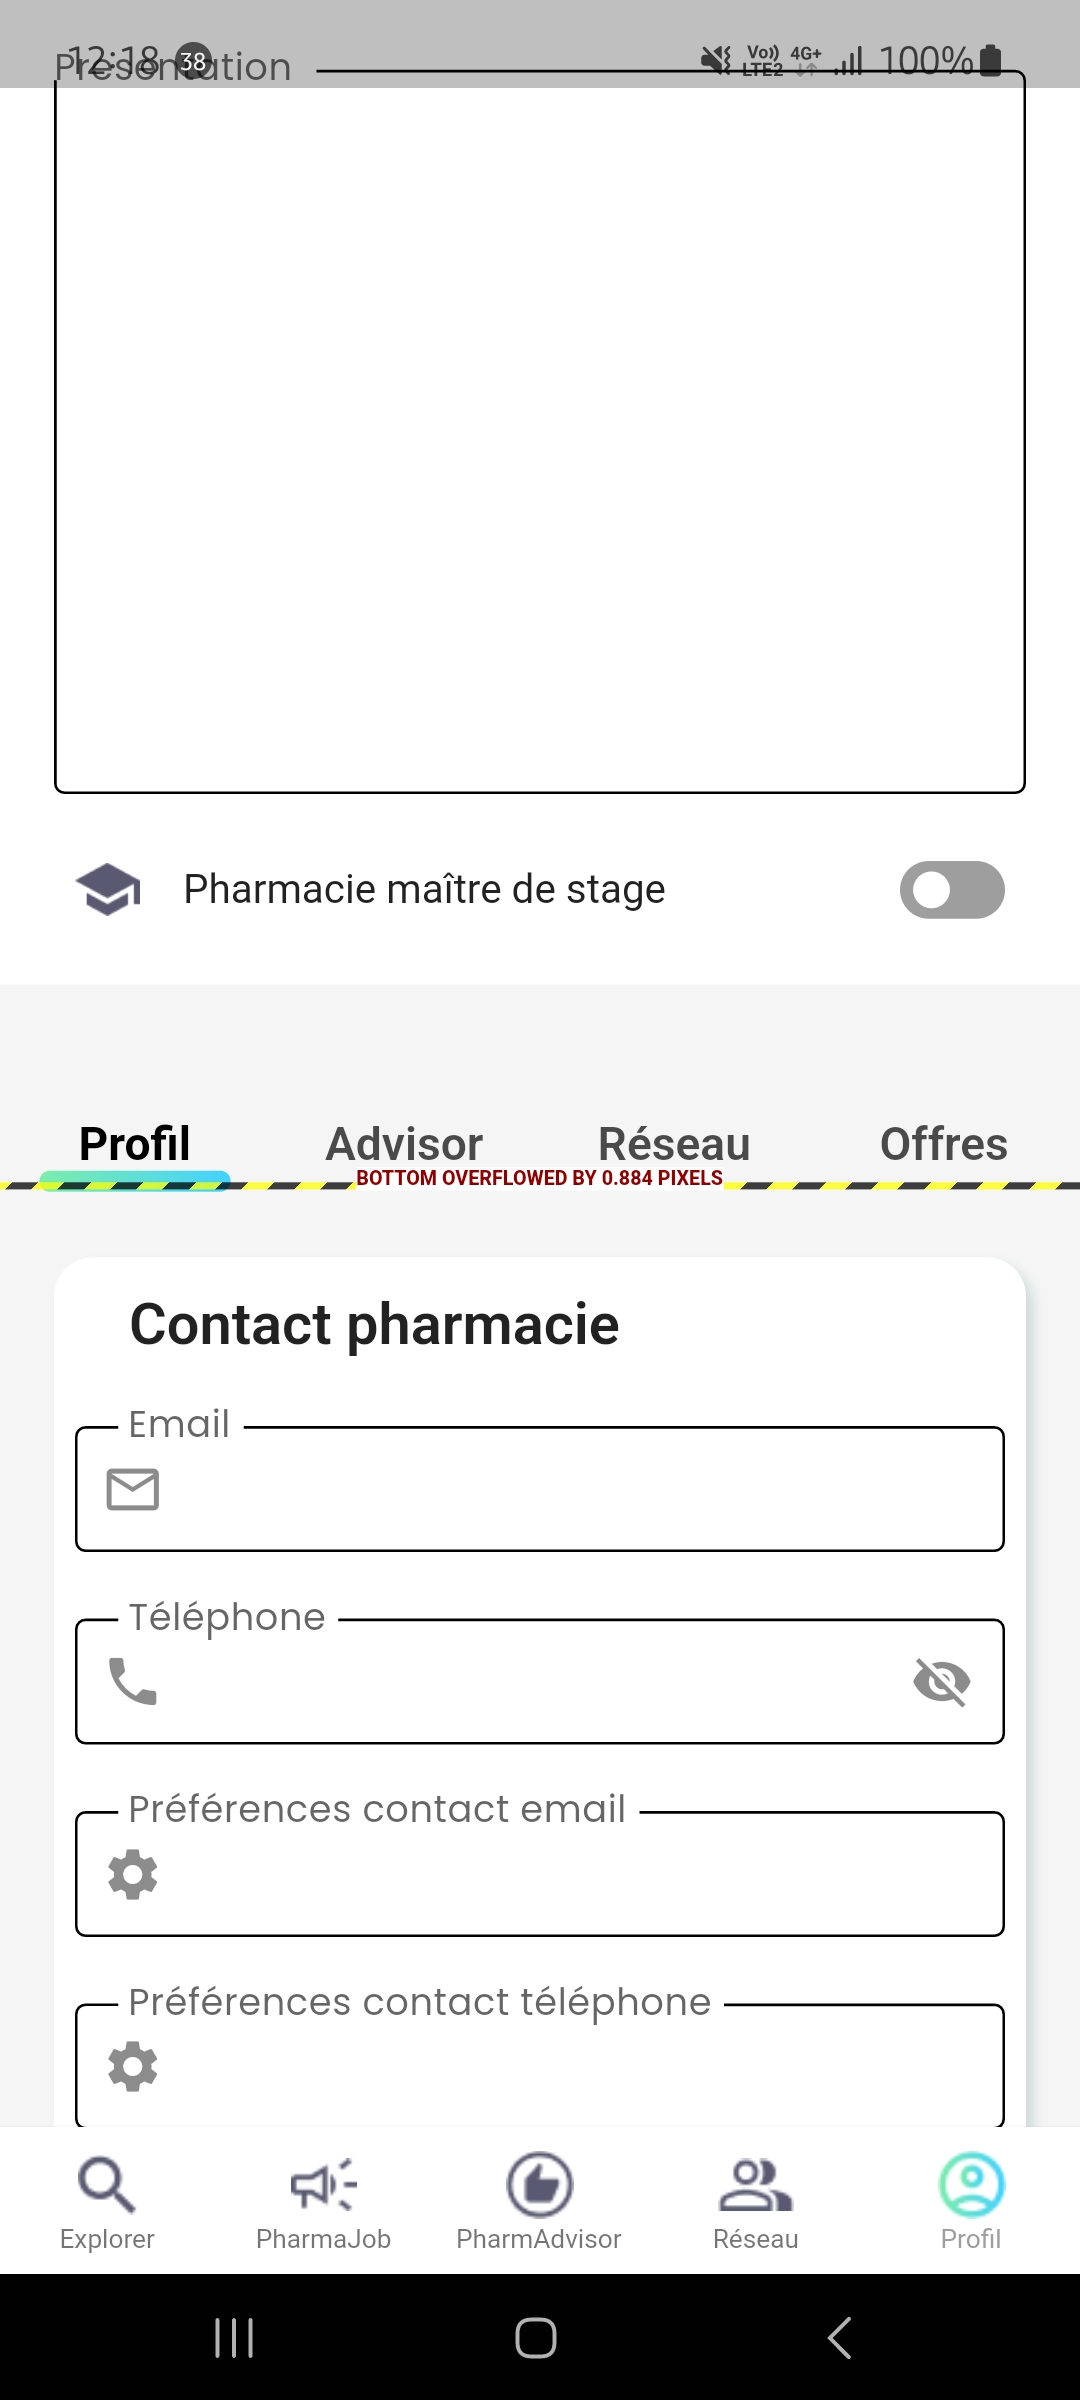 12:18 38 Vo)) LTE2 4G+ 100%
Présentation
Pharmacie maître de stage
Profil Advisor Réseau Offres
BOTTOM OVERFLOWED BY 0.884 PIXELS
Contact pharmacie
Email
Téléphone
Préférences contact email
Préférences contact téléphone
Explorer PharmaJob PharmAdvisor Réseau Profil